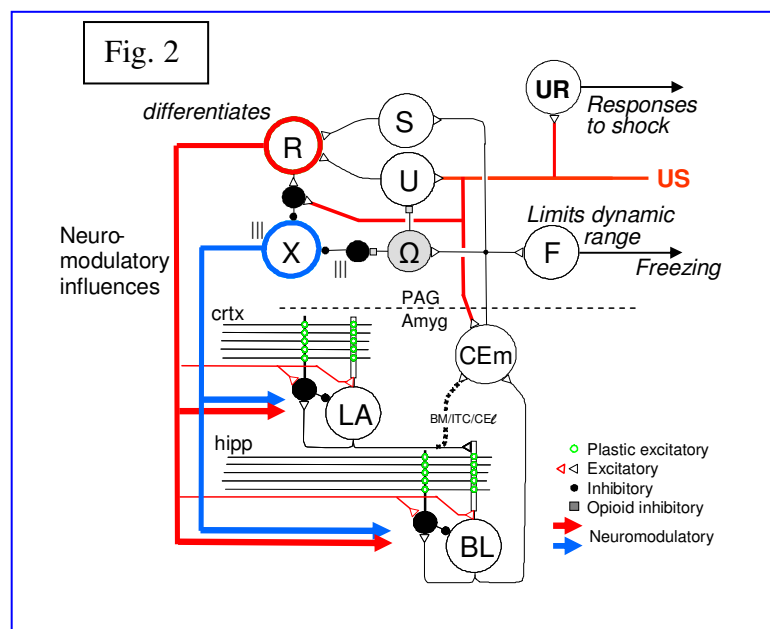 Fig. 2
differentiates
R
S
U
UR
Responses
to shock
US
X
|||
|||
Ω
Limits dynamic
range
F
Freezing
Neuro-
modulatory
influences
PAG
Amyg
crtx
CEm
LA
BM/ITC/CEℓ
hipp
BL
Plastic excitatory
Excitatory
Inhibitory
Opioid inhibitory
Neuromodulatory